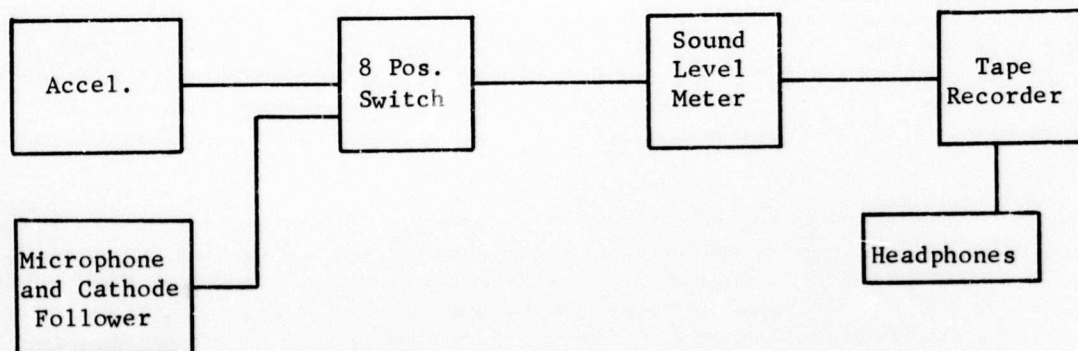 Accel.
8 Pos.
Switch
Sound
Level
Meter
Tape
Recorder
Microphone
and Cathode
Follower
Headphones